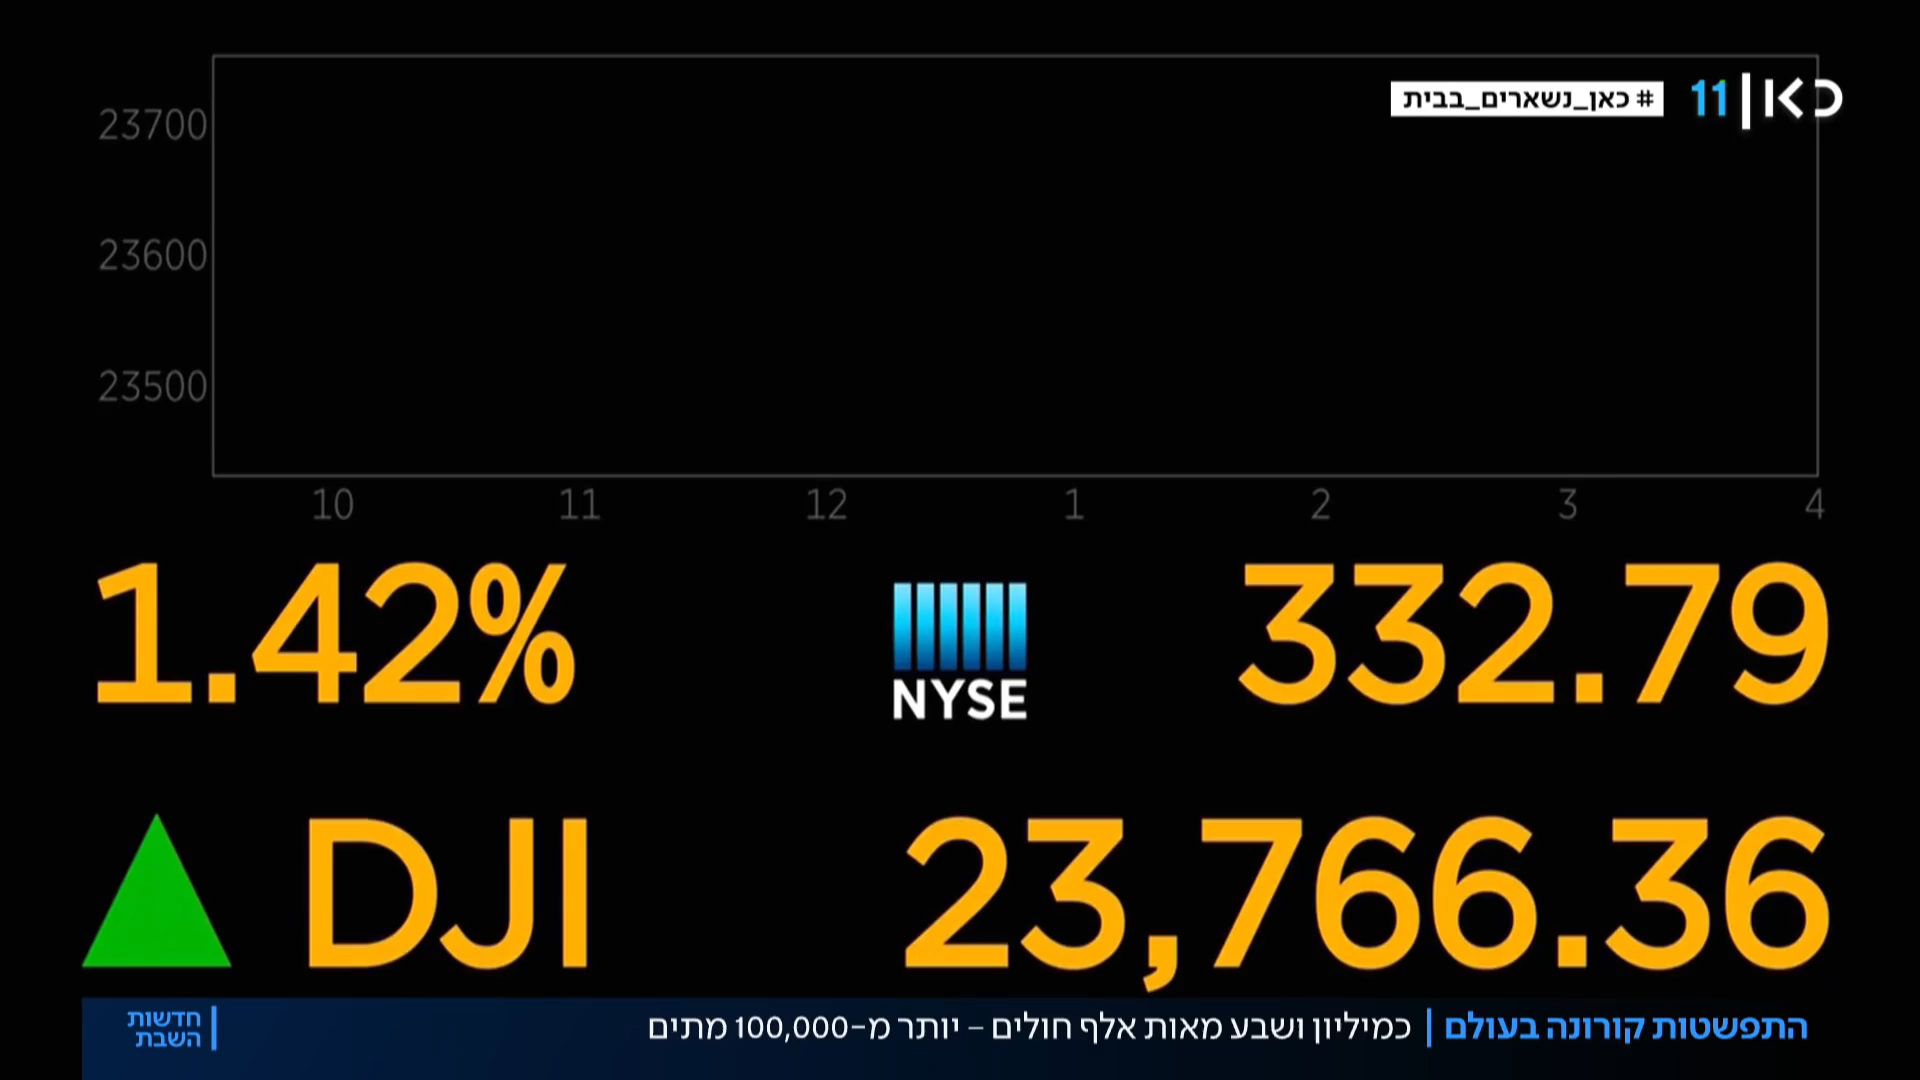 23700
23600
23500
#כאן_נשארים_בבית
כאן 11
10 11 12 1 2 3 4
1.42% NYSE 332.79
DJI 23,766.36
התפשטות קורונה בעולם | כמיליון ושבע מאות אלף חולים – יותר מ-100,000 מתים
חדשות
השבת